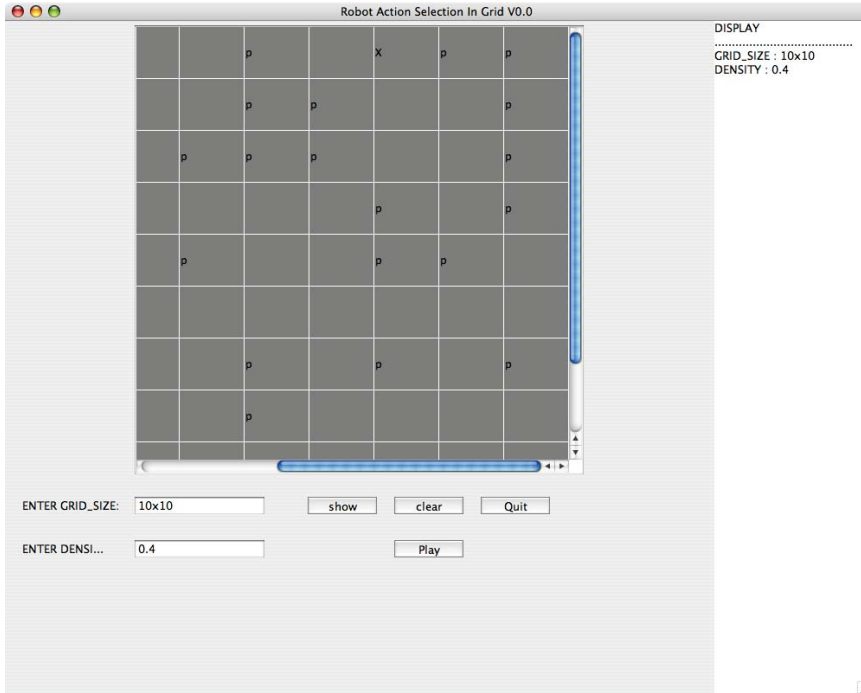 Robot Action Selection In Grid V0.0
DISPLAY
........................................
GRID_SIZE : 10x10
DENSITY : 0.4
p X p p
p p p
p p p p
p p
p p p
p p p
p
ENTER GRID_SIZE: 10x10 show clear Quit
ENTER DENSI... 0.4 Play